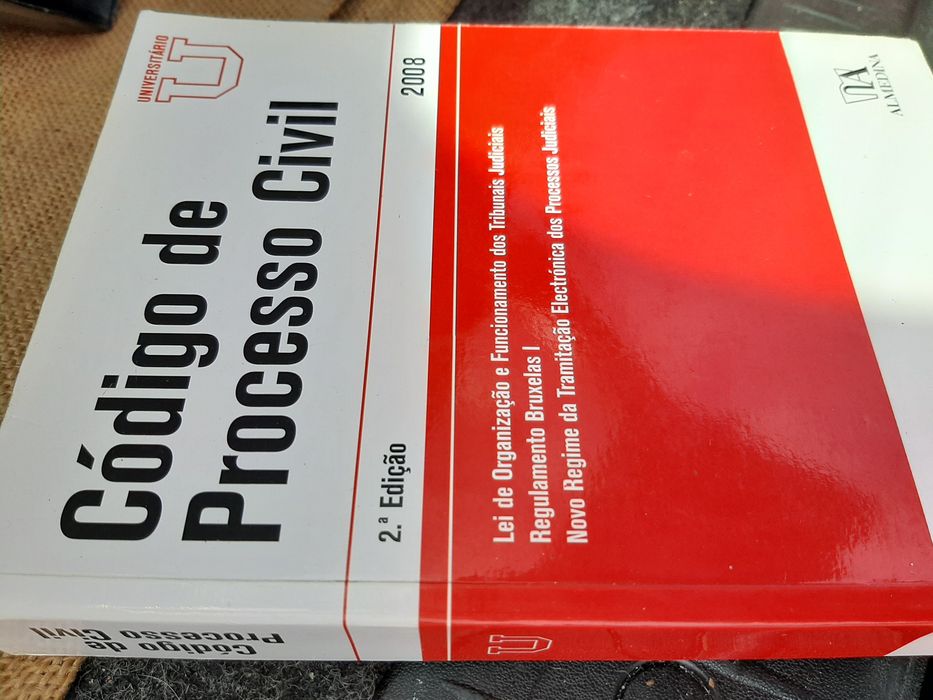 UNIVERSITÁRIO
U
Código de
Processo Civil
2.ª Edição
2008
Lei de Organização e Funcionamento dos Tribunais Judiciais
Regulamento Bruxelas I
Novo Regime da Tramitação Electrónica dos Processos Judiciais
ALMEDINA
Código de
Processo Civil
U